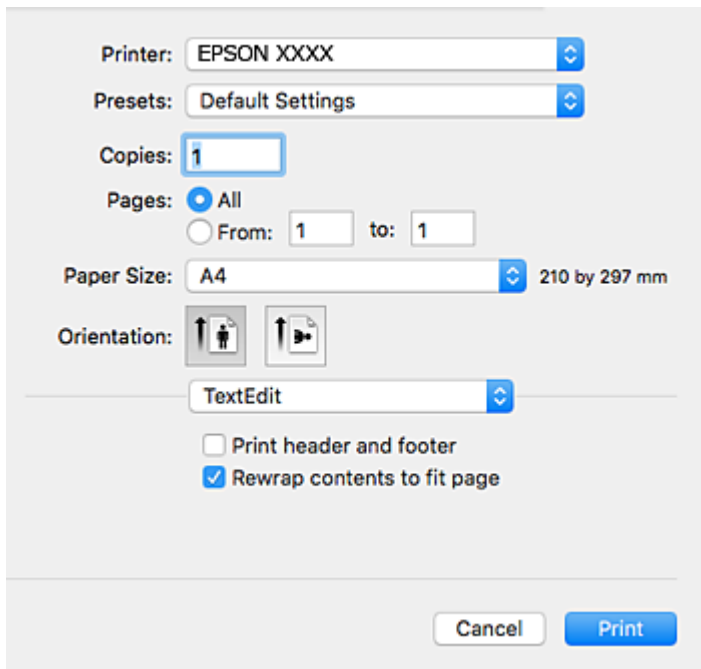 Printer: EPSON XXXX
Presets: Default Settings
Copies: 1
Pages: All
From: 1 to: 1
Paper Size: A4 210 by 297 mm
Orientation:
TextEdit
Print header and footer
Rewrap contents to fit page
Cancel Print